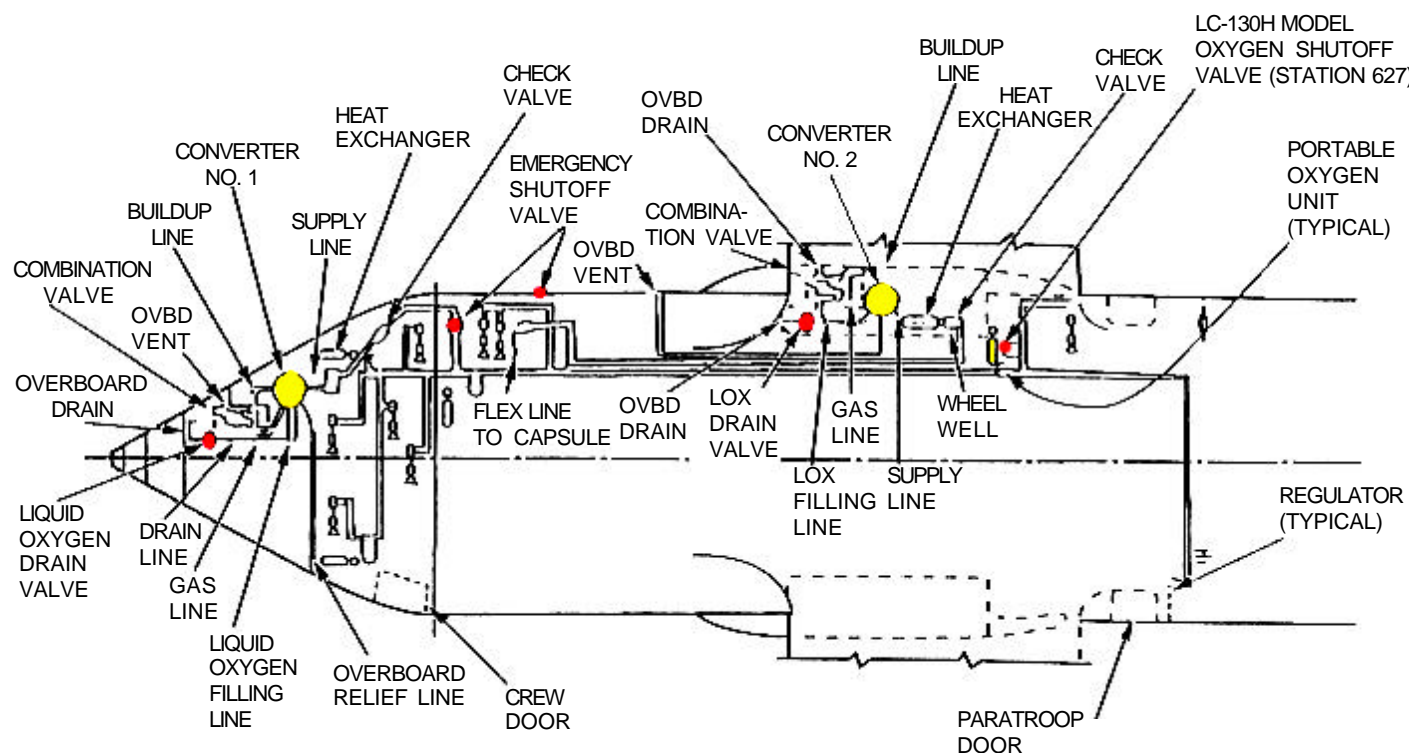 LC-130H MODEL
OXYGEN SHUTOFF
VALVE (STATION 627)
BUILDUP
LINE
CHECK
VALVE
CHECK
VALVE
OVBD
DRAIN
HEAT
EXCHANGER
HEAT
EXCHANGER
CONVERTER
NO. 2
CONVERTER
NO. 1
EMERGENCY
SHUTOFF
VALVE
PORTABLE
OXYGEN
UNIT
(TYPICAL)
BUILDUP
LINE
SUPPLY
LINE
COMBINA-
TION VALVE
OVBD
VENT
COMBINATION
VALVE
OVBD
VENT
OVERBOARD
DRAIN
FLEX LINE
TO CAPSULE
OVBD
DRAIN
LOX
DRAIN
VALVE
GAS
LINE
WHEEL
WELL
LOX
FILLING
LINE
SUPPLY
LINE
REGULATOR
(TYPICAL)
LIQUID
OXYGEN
DRAIN
VALVE
DRAIN
LINE
GAS
LINE
LIQUID
OXYGEN
FILLING
LINE
OVERBOARD
RELIEF LINE
CREW
DOOR
PARATROOP
DOOR